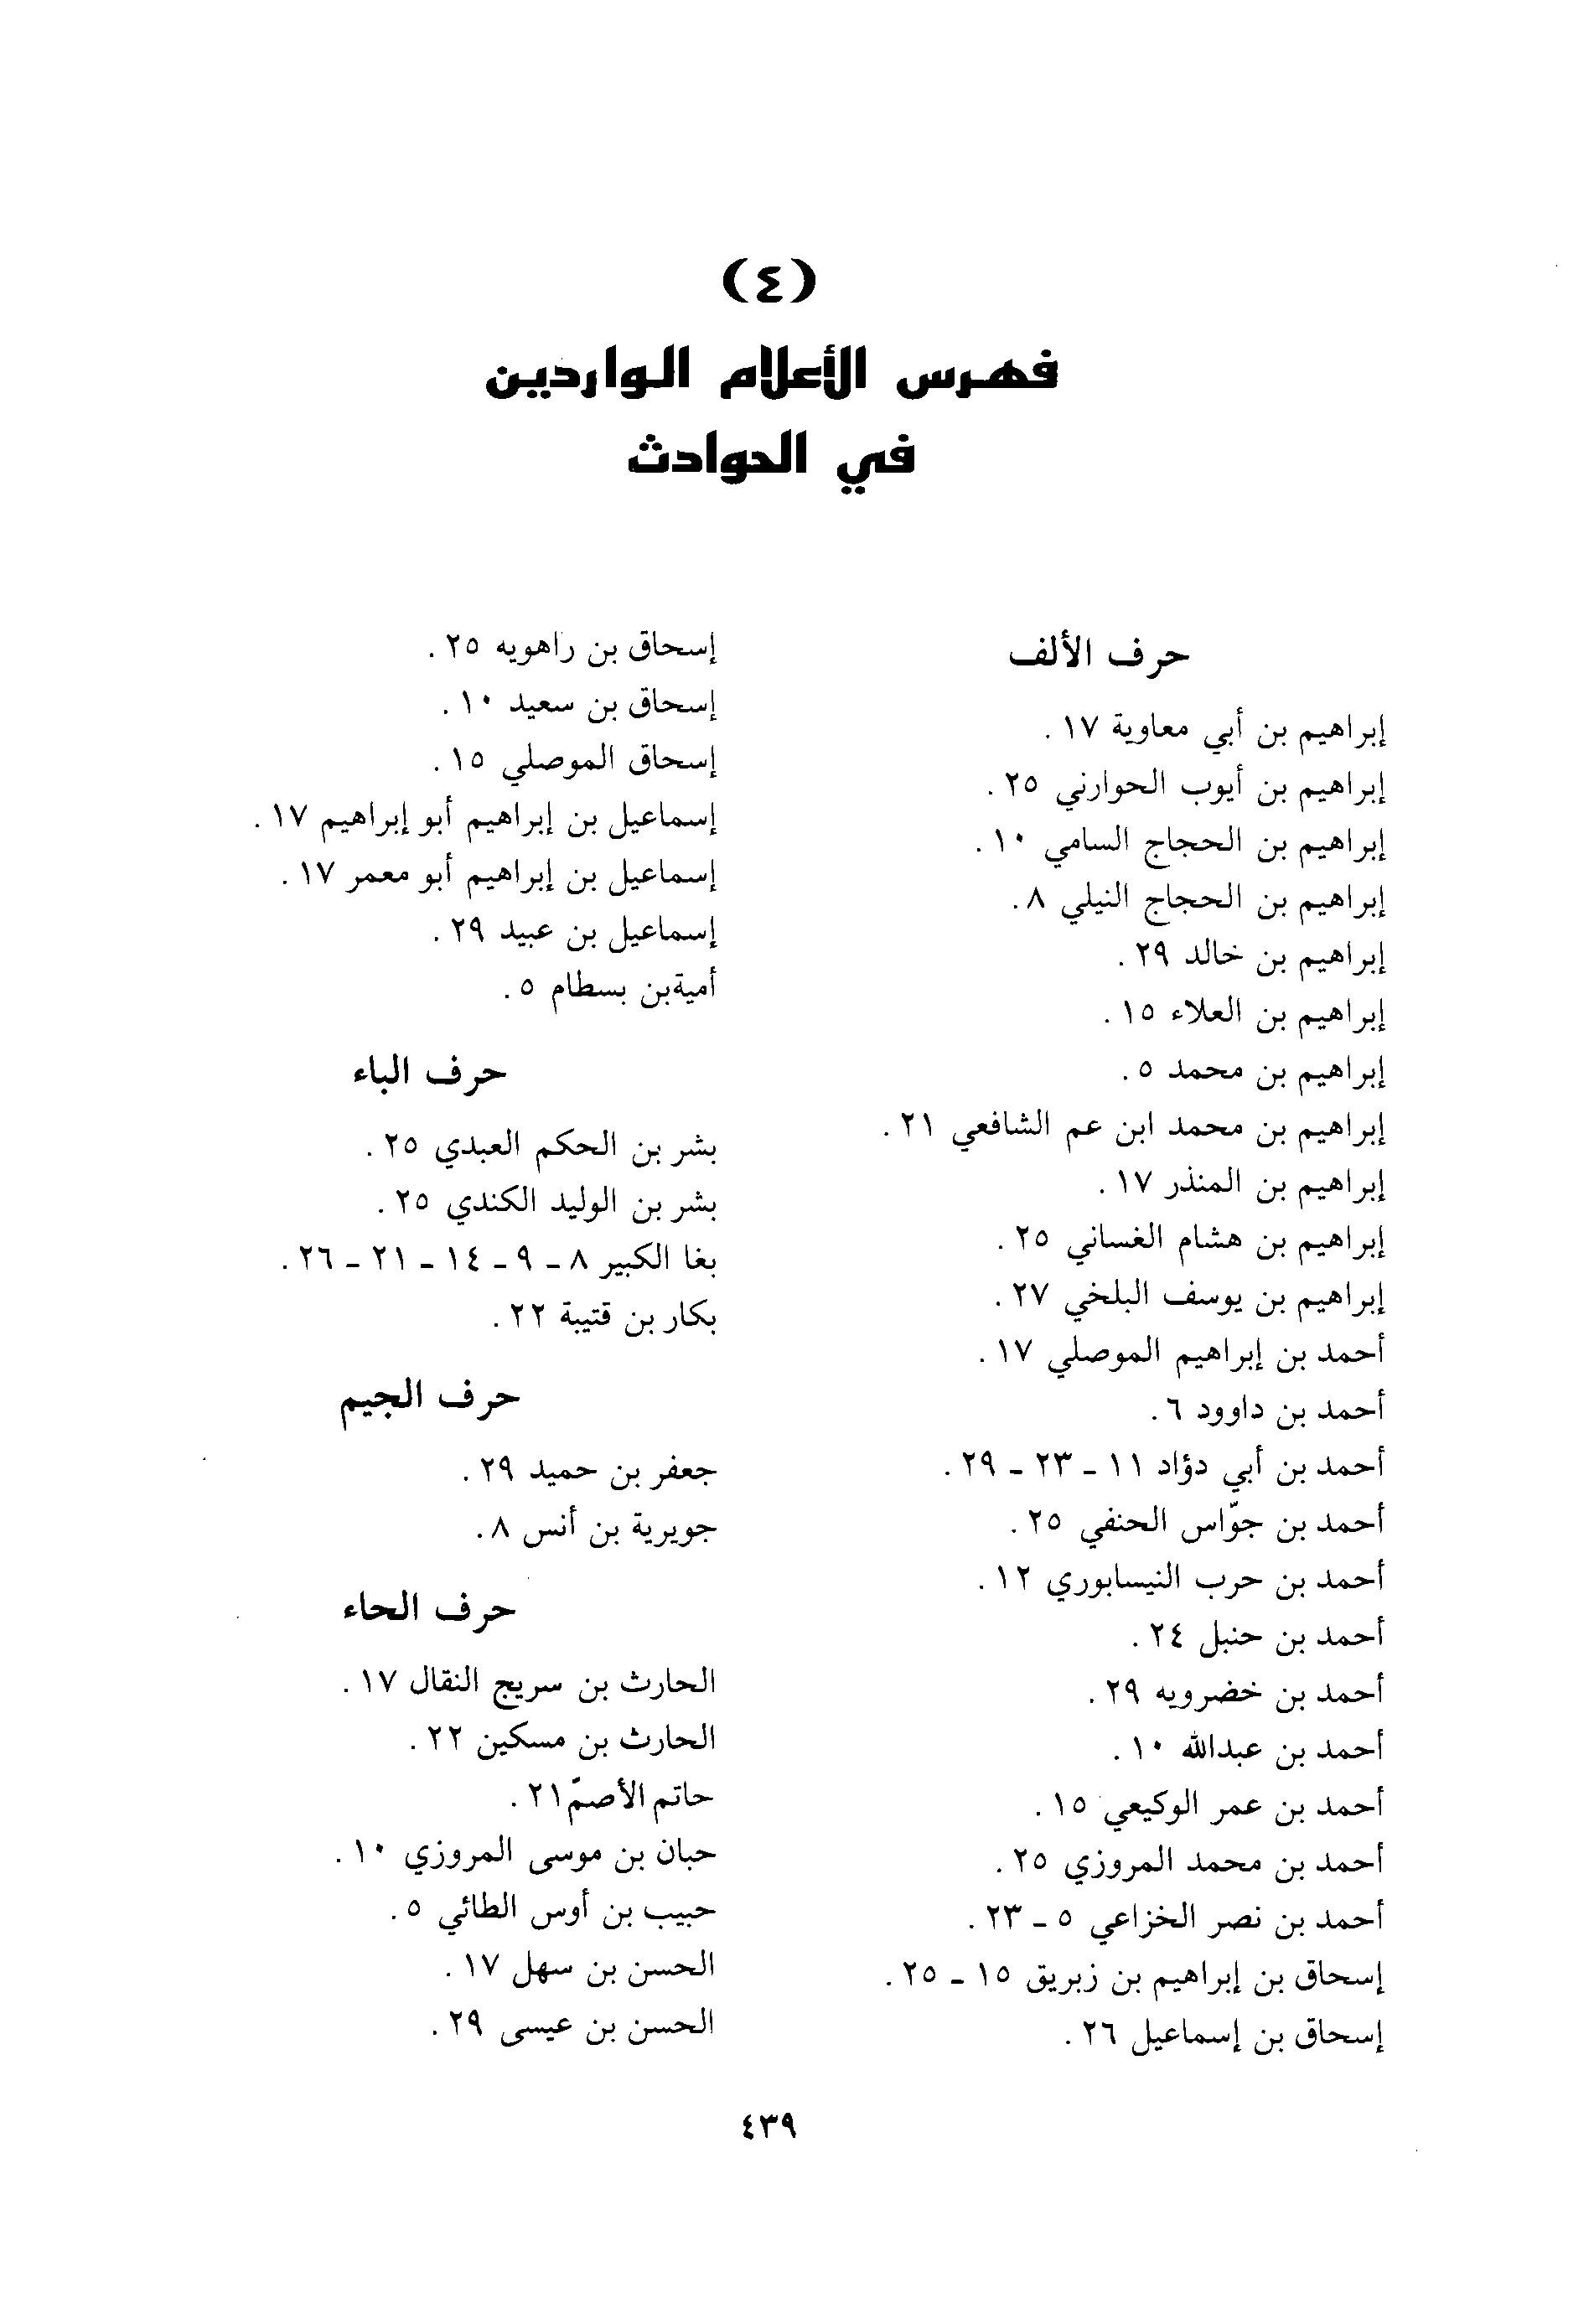 (٤)
فهرس الأعلام الواردين
في الحوادث
حرف الألف
إبراهيم بن أبي معاوية ١٧ .
إبراهيم بن أيوب الحوارني ٢٥ .
إبراهيم بن الحجاج السامي ١٠ .
إبراهيم بن الحجاج النيلي ٨ .
إبراهيم بن خالد ٢٩ .
إبراهيم بن العلاء ١٥ .
إبراهيم بن محمد ٥ .
إبراهيم بن محمد ابن عم الشافعي ٢١ .
إبراهيم بن المنذر ١٧ .
إبراهيم بن هشام الغساني ٢٥ .
إبراهيم بن يوسف البلخي ٢٧ .
أحمد بن إبراهيم الموصلي ١٧ .
أحمد بن داوود ٦ .
أحمد بن أبي دؤاد ١١ - ٢٣ - ٢٩ .
أحمد بن جوّاس الحنفي ٢٥ .
أحمد بن حرب النيسابوري ١٢ .
أحمد بن حنبل ٢٤ .
أحمد بن خضرويه ٢٩ .
أحمد بن عبدالله ١٠ .
أحمد بن عمر الوكيعي ١٥ .
أحمد بن محمد المروزي ٢٥ .
أحمد بن نصر الخزاعي ٥ - ٢٣ .
إسحاق بن إبراهيم بن زبريق ١٥ - ٢٥ .
إسحاق بن إسماعيل ٢٦ .
إسحاق بن راهويه ٢٥ .
إسحاق بن سعيد ١٠ .
إسحاق الموصلي ١٥ .
إسماعيل بن إبراهيم أبو إبراهيم ١٧ .
إسماعيل بن إبراهيم أبو معمر ١٧ .
إسماعيل بن عبيد ٢٩ .
أميةبن بسطام ٥ .
حرف الباء
بشر بن الحكم العبدي ٢٥ .
بشر بن الوليد الكندي ٢٥ .
بغا الكبير ٨ - ٩ - ١٤ - ٢١ - ٢٦ .
بكار بن قتيبة ٢٢ .
حرف الجيم
جعفر بن حميد ٢٩ .
جويرية بن أنس ٨ .
حرف الحاء
الحارث بن سريج النقال ١٧ .
الحارث بن مسكين ٢٢ .
حاتم الأصمّ ٢١ .
حبان بن موسى المروزي ١٠ .
حبيب بن أوس الطائي ٥ .
الحسن بن سهل ١٧ .
الحسن بن عيسى ٢٩ .
٤٣٩